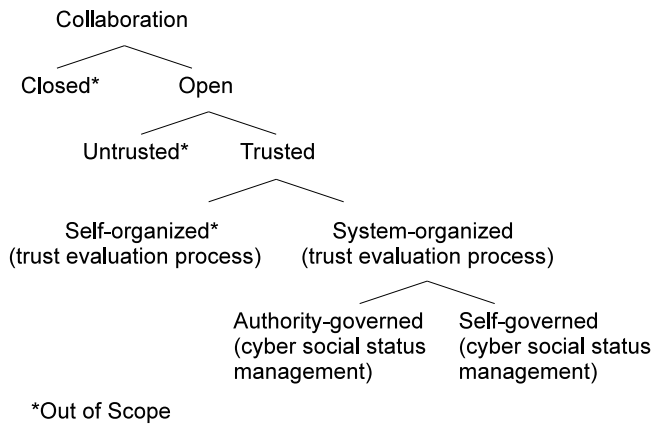 Collaboration
Closed*
Open
Untrusted*
Trusted
Self-organized*
(trust evaluation process)
System-organized
(trust evaluation process)
Authority-governed
(cyber social status
management)
Self-governed
(cyber social status
management)
*Out of Scope